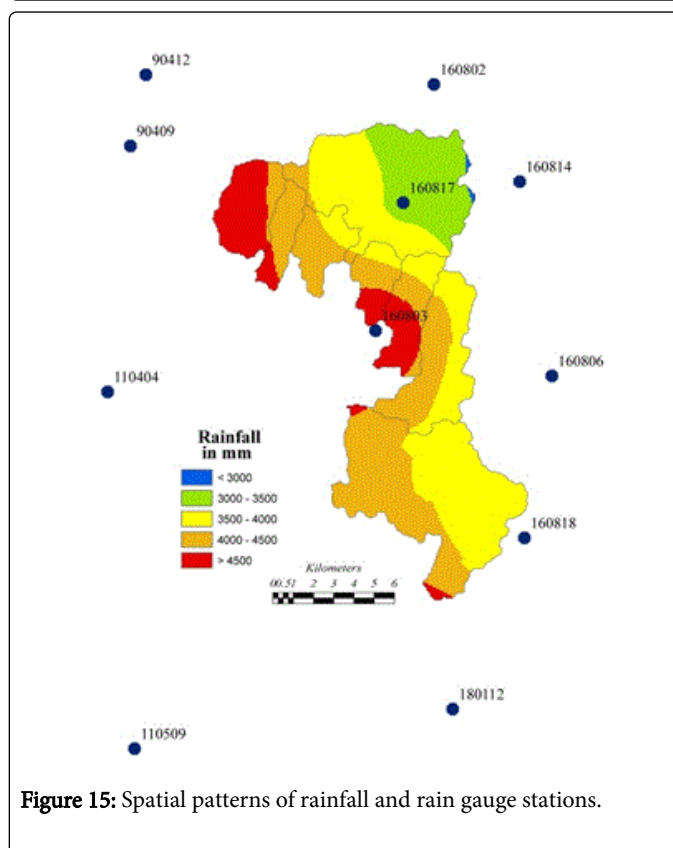 90412
160802
90409
160814
160817
160803
110404
160806
Rainfall
in mm
< 3000
3000 - 3500
3500 - 4000
4000 - 4500
> 4500
160818
Kilometers
00.51 2 3 4 5 6
180112
110509
Figure 15: Spatial patterns of rainfall and rain gauge stations.